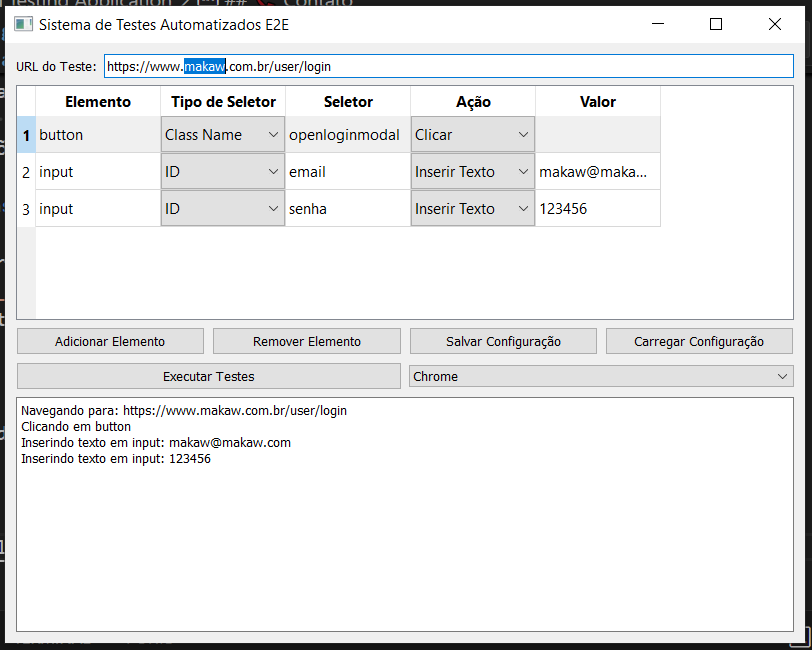 Sistema de Testes Automatizados E2E
URL do Teste: https://www.makaw.com.br/user/login
Elemento Tipo de Seletor Seletor Ação Valor
1 button Class Name openloginmodal Clicar
2 input ID email Inserir Texto makaw@maka...
3 input ID senha Inserir Texto 123456
Adicionar Elemento Remover Elemento Salvar Configuração Carregar Configuração
Executar Testes Chrome
Navegando para: https://www.makaw.com.br/user/login
Clicando em button
Inserindo texto em input: makaw@makaw.com
Inserindo texto em input: 123456